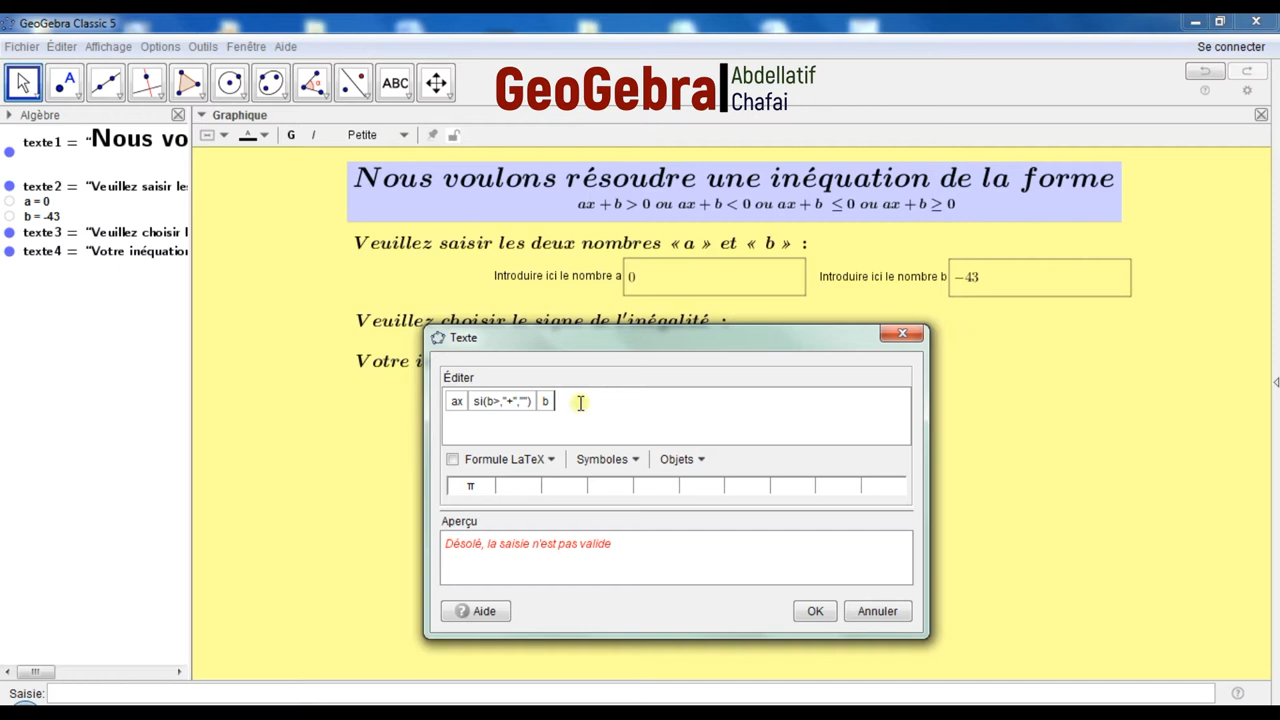 GeoGebra Classic 5
Fichier Éditer Affichage Options Outils Fenêtre Aide Se connecter
ABC
GeoGebra
Abdellatif
Chafai
Algèbre
Graphique
G I Petite
texte1 = "Nous vo
texte2 = "Veuillez saisir le
a = 0
b = -43
texte3 = "Veuillez choisir l
texte4 = "Votre inéquatio
Nous voulons résoudre une inéquation de la forme
ax + b > 0 ou ax + b < 0 ou ax + b ≤ 0 ou ax + b ≥ 0
Veuillez saisir les deux nombres « a » et « b » :
Introduire ici le nombre a 0 Introduire ici le nombre b −43
Veuillez choisir le signe de l'inégalité :
Votre i
Texte
Éditer
ax si(b>,"+","") b
Formule LaTeX Symboles Objets
π
Aperçu
Désolé, la saisie n'est pas valide
Aide OK Annuler
Saisie: